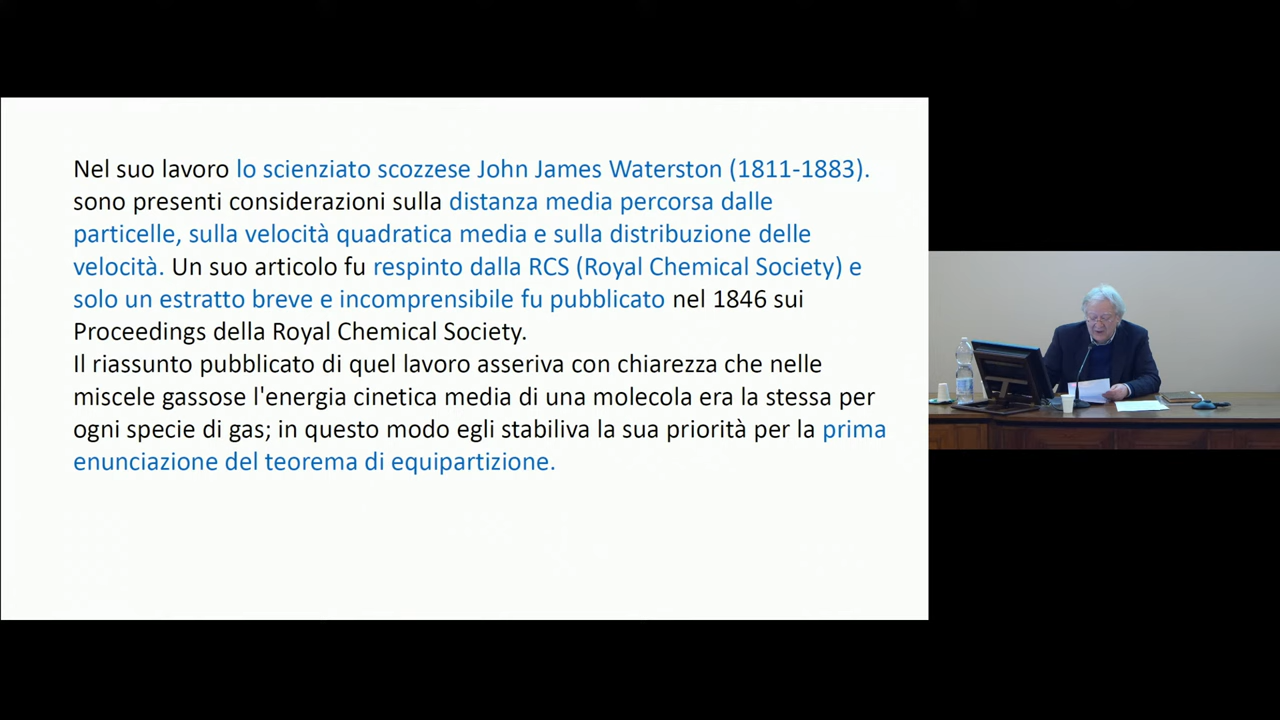 Nel suo lavoro lo scienziato scozzese John James Waterston (1811-1883).
sono presenti considerazioni sulla distanza media percorsa dalle
particelle, sulla velocità quadratica media e sulla distribuzione delle
velocità. Un suo articolo fu respinto dalla RCS (Royal Chemical Society) e
solo un estratto breve e incomprensibile fu pubblicato nel 1846 sui
Proceedings della Royal Chemical Society.
Il riassunto pubblicato di quel lavoro asseriva con chiarezza che nelle
miscele gassose l'energia cinetica media di una molecola era la stessa per
ogni specie di gas; in questo modo egli stabiliva la sua priorità per la prima
enunciazione del teorema di equipartizione.